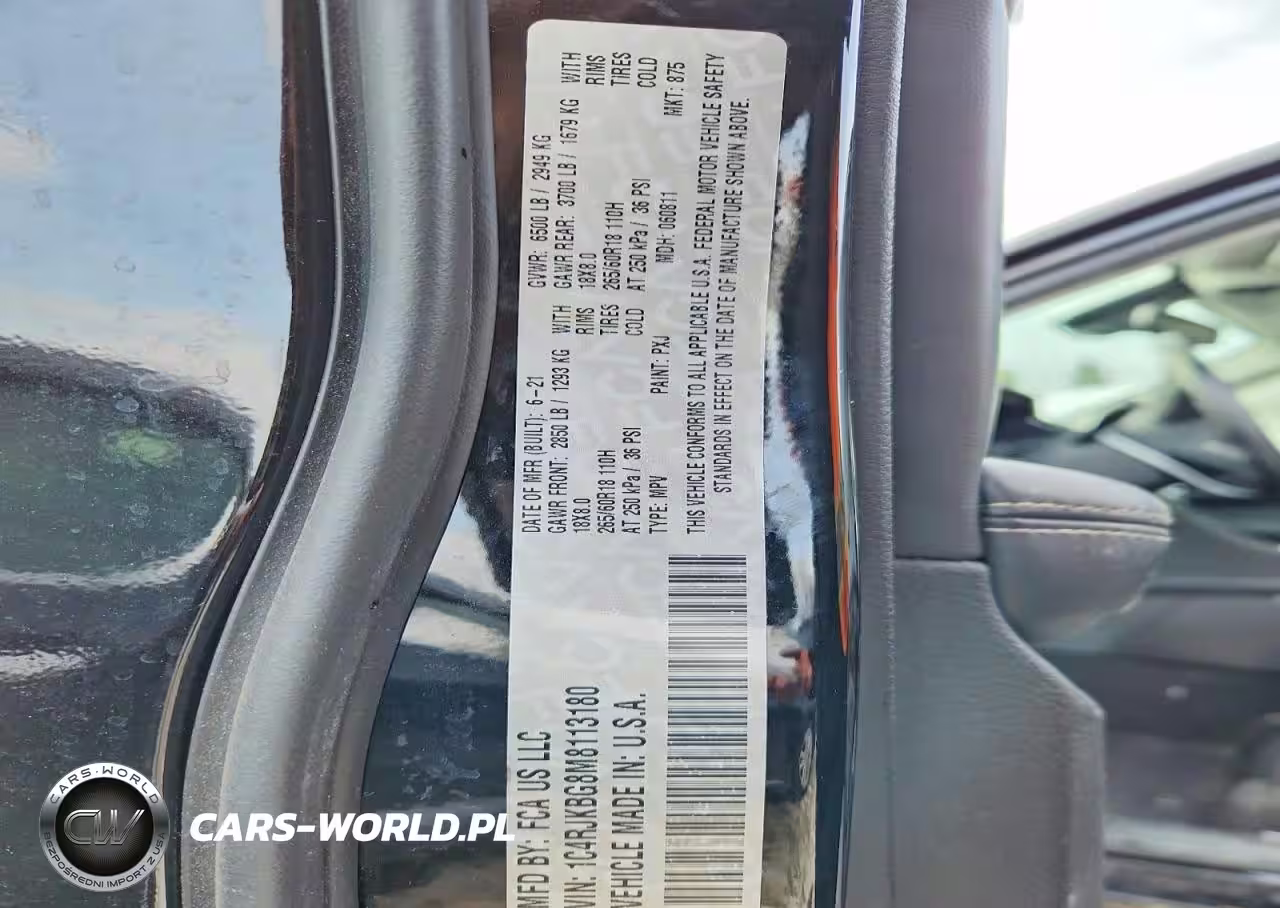 MFD BY: FCA US LLC
DATE OF MFR (BUILT): 6-21
GVWR: 6500 LB / 2949 KG
GAWR FRONT: 2850 LB / 1293 KG WITH
GAWR REAR: 3700 LB / 1679 KG WITH
18X8.0 RIMS
18X8.0 RIMS
265/60R18 110H TIRES
265/60R18 110H TIRES
AT 250 kPa / 36 PSI COLD
AT 250 kPa / 36 PSI COLD
VIN: 1C4RJKBG8M8113180
TYPE: MPV PAINT: PXJ MDH: 060811 MKT: 875
VEHICLE MADE IN: U.S.A.
THIS VEHICLE CONFORMS TO ALL APPLICABLE U.S.A. FEDERAL MOTOR VEHICLE SAFETY
STANDARDS IN EFFECT ON THE DATE OF MANUFACTURE SHOWN ABOVE.
CARS-WORLD
CW
BEZPOŚREDNI IMPORT Z USA
CARS-WORLD.PL